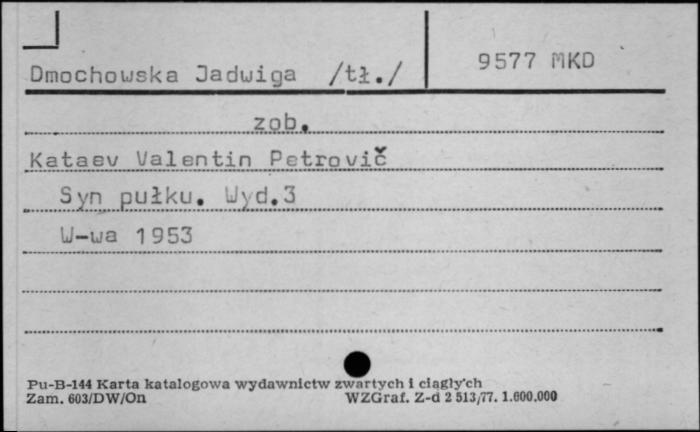 Dmochowska Jadwiga /tł./ 9577 MKD
zob.
Kataev Valentin Petrovič
Syn pułku. Wyd.3
W-wa 1953
Pu-B-144 Karta katalogowa wydawnictw zwartych i ciągłych
Zam. 603/DW/On WZGraf. Z-d 2 513/77. 1.600.000